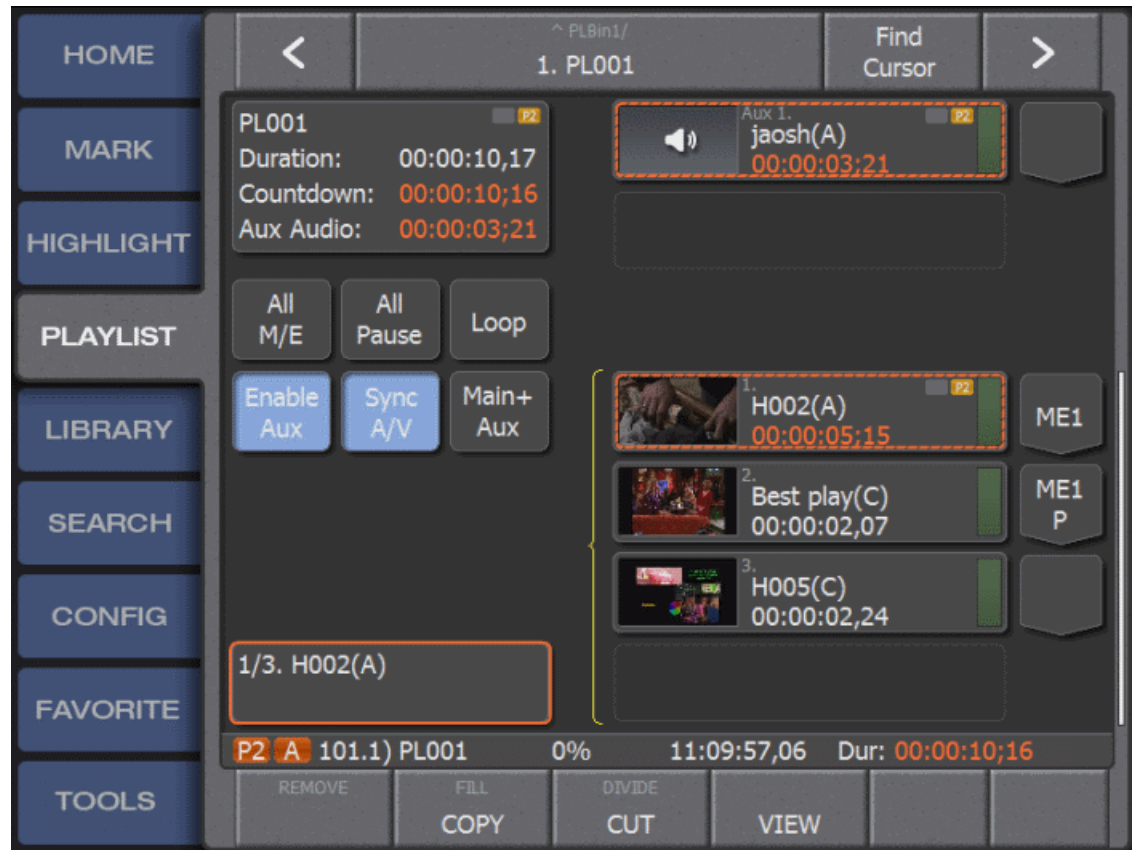 HOME
MARK
HIGHLIGHT
PLAYLIST
LIBRARY
SEARCH
CONFIG
FAVORITE
TOOLS
<
^ PLBin1/
1. PL001
Find
Cursor
>
PL001
P2
Duration: 00:00:10,17
Countdown: 00:00:10;16
Aux Audio: 00:00:03;21
All
M/E
All
Pause
Loop
Enable
Aux
Sync
A/V
Main+
Aux
1/3. H002(A)
Aux 1.
P2
jaosh(A)
00:00:03;21
1.
P2
H002(A)
00:00:05;15
ME1
2.
Best play(C)
00:00:02,07
ME1
P
3.
H005(C)
00:00:02,24
P2 A 101.1) PL001 0% 11:09:57,06 Dur: 00:00:10;16
REMOVE
FILL
COPY
DIVIDE
CUT
VIEW